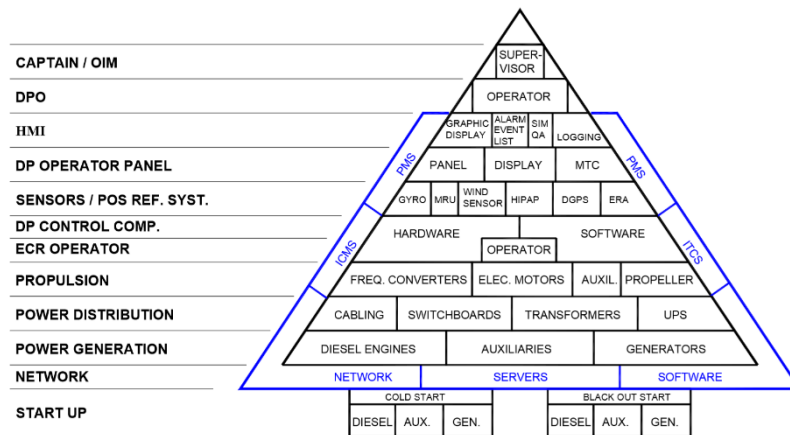 CAPTAIN / OIM
SUPER-
VISOR
DPO
OPERATOR
HMI
GRAPHIC
DISPLAY
ALARM
EVENT
LIST
SIM
QA
LOGGING
PMS
PMS
DP OPERATOR PANEL
PANEL
DISPLAY
MTC
SENSORS / POS REF. SYST.
GYRO
MRU
WIND
SENSOR
HIPAP
DGPS
ERA
DP CONTROL COMP.
HARDWARE
SOFTWARE
ECR OPERATOR
OPERATOR
ICMS
ITCS
PROPULSION
FREQ. CONVERTERS
ELEC. MOTORS
AUXIL.
PROPELLER
POWER DISTRIBUTION
CABLING
SWITCHBOARDS
TRANSFORMERS
UPS
POWER GENERATION
DIESEL ENGINES
AUXILIARIES
GENERATORS
NETWORK
NETWORK
SERVERS
SOFTWARE
START UP
COLD START
DIESEL
AUX.
GEN.
BLACK OUT START
DIESEL
AUX.
GEN.